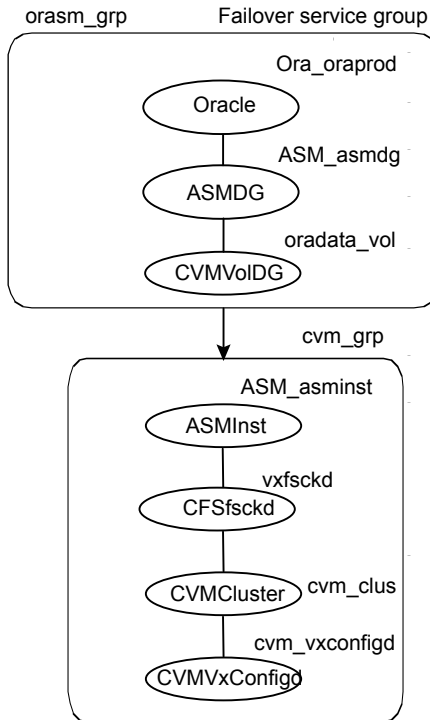 orasm_grp Failover service group
Ora_oraprod
Oracle
ASM_asmdg
ASMDG
oradata_vol
CVMVolDG
cvm_grp
ASM_asminst
ASMInst
vxfsckd
CFSfsckd
CVMCluster cvm_clus
cvm_vxconfigd
CVMVxConfigd